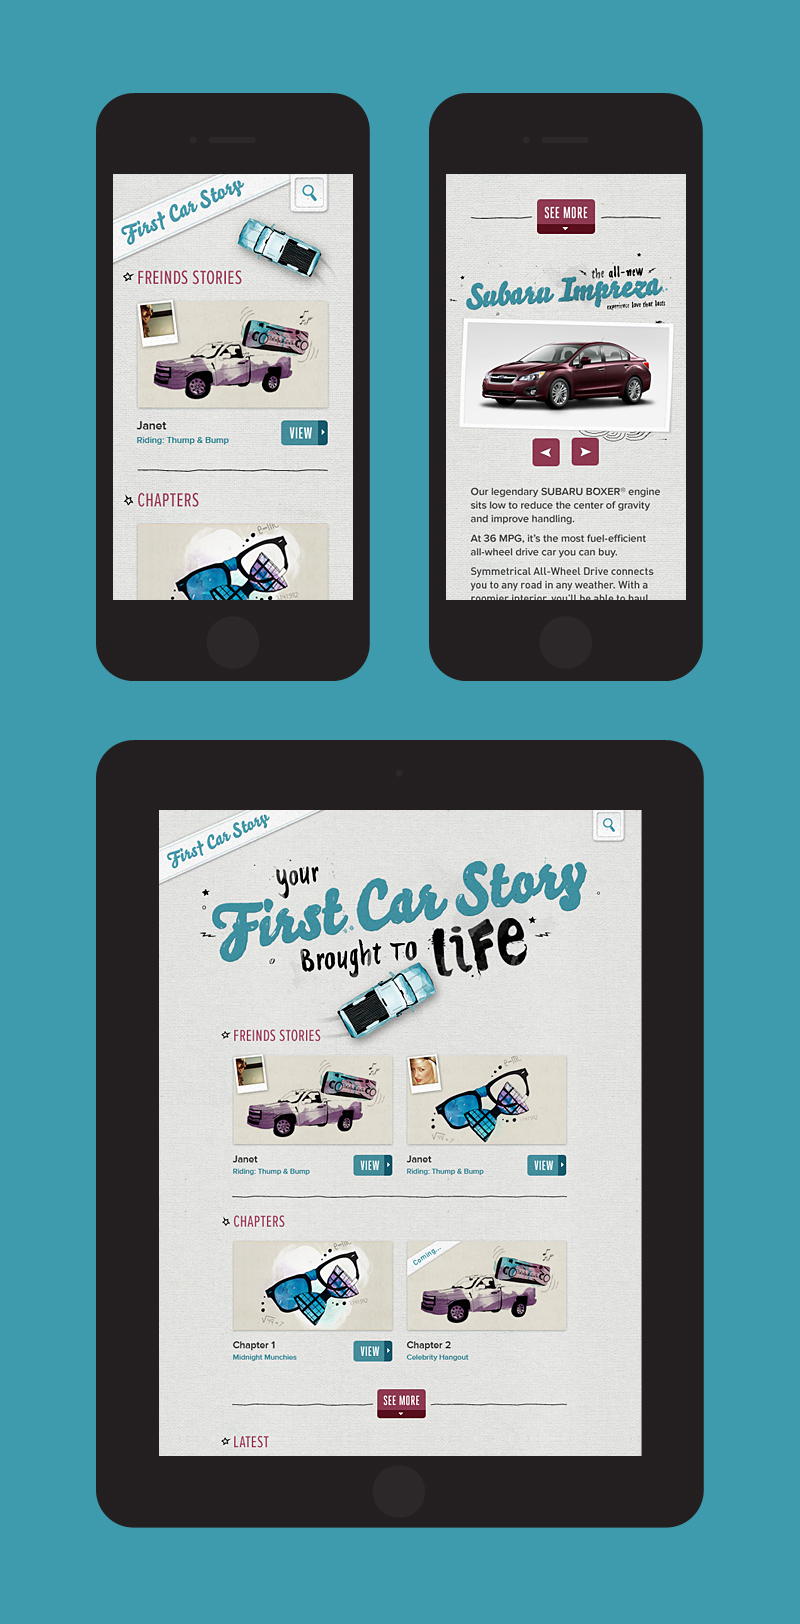 First Car Story
FREINDS STORIES
Janet
Riding: Thump & Bump
VIEW
CHAPTERS
SEE MORE
the all-new
Subaru Impreza
experience love that lasts
Our legendary SUBARU BOXER® engine
sits low to reduce the center of gravity
and improve handling.
At 36 MPG, it's the most fuel-efficient
all-wheel drive car you can buy.
Symmetrical All-Wheel Drive connects
you to any road in any weather. With a
roomier interior, you'll be able to haul
First Car Story
your
First Car Story
Brought TO life
FREINDS STORIES
Janet
Riding: Thump & Bump
VIEW
Janet
Riding: Thump & Bump
VIEW
CHAPTERS
Coming...
Chapter 1
Midnight Munchies
VIEW
Chapter 2
Celebrity Hangout
SEE MORE
LATEST